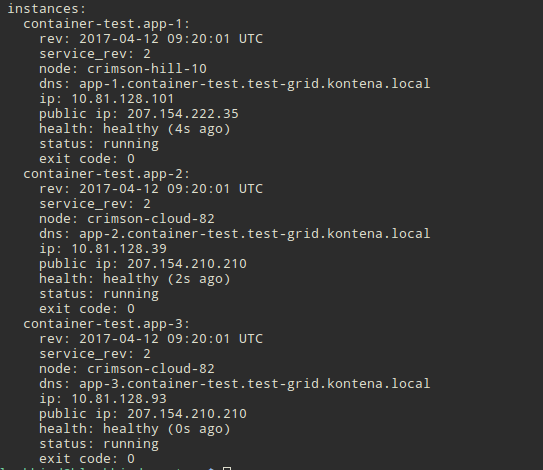 instances:
  container-test.app-1:
    rev: 2017-04-12 09:20:01 UTC
    service_rev: 2
    node: crimson-hill-10
    dns: app-1.container-test.test-grid.kontena.local
    ip: 10.81.128.101
    public ip: 207.154.222.35
    health: healthy (4s ago)
    status: running
    exit code: 0
  container-test.app-2:
    rev: 2017-04-12 09:20:01 UTC
    service_rev: 2
    node: crimson-cloud-82
    dns: app-2.container-test.test-grid.kontena.local
    ip: 10.81.128.39
    public ip: 207.154.210.210
    health: healthy (2s ago)
    status: running
    exit code: 0
  container-test.app-3:
    rev: 2017-04-12 09:20:01 UTC
    service_rev: 2
    node: crimson-cloud-82
    dns: app-3.container-test.test-grid.kontena.local
    ip: 10.81.128.93
    public ip: 207.154.210.210
    health: healthy (0s ago)
    status: running
    exit code: 0